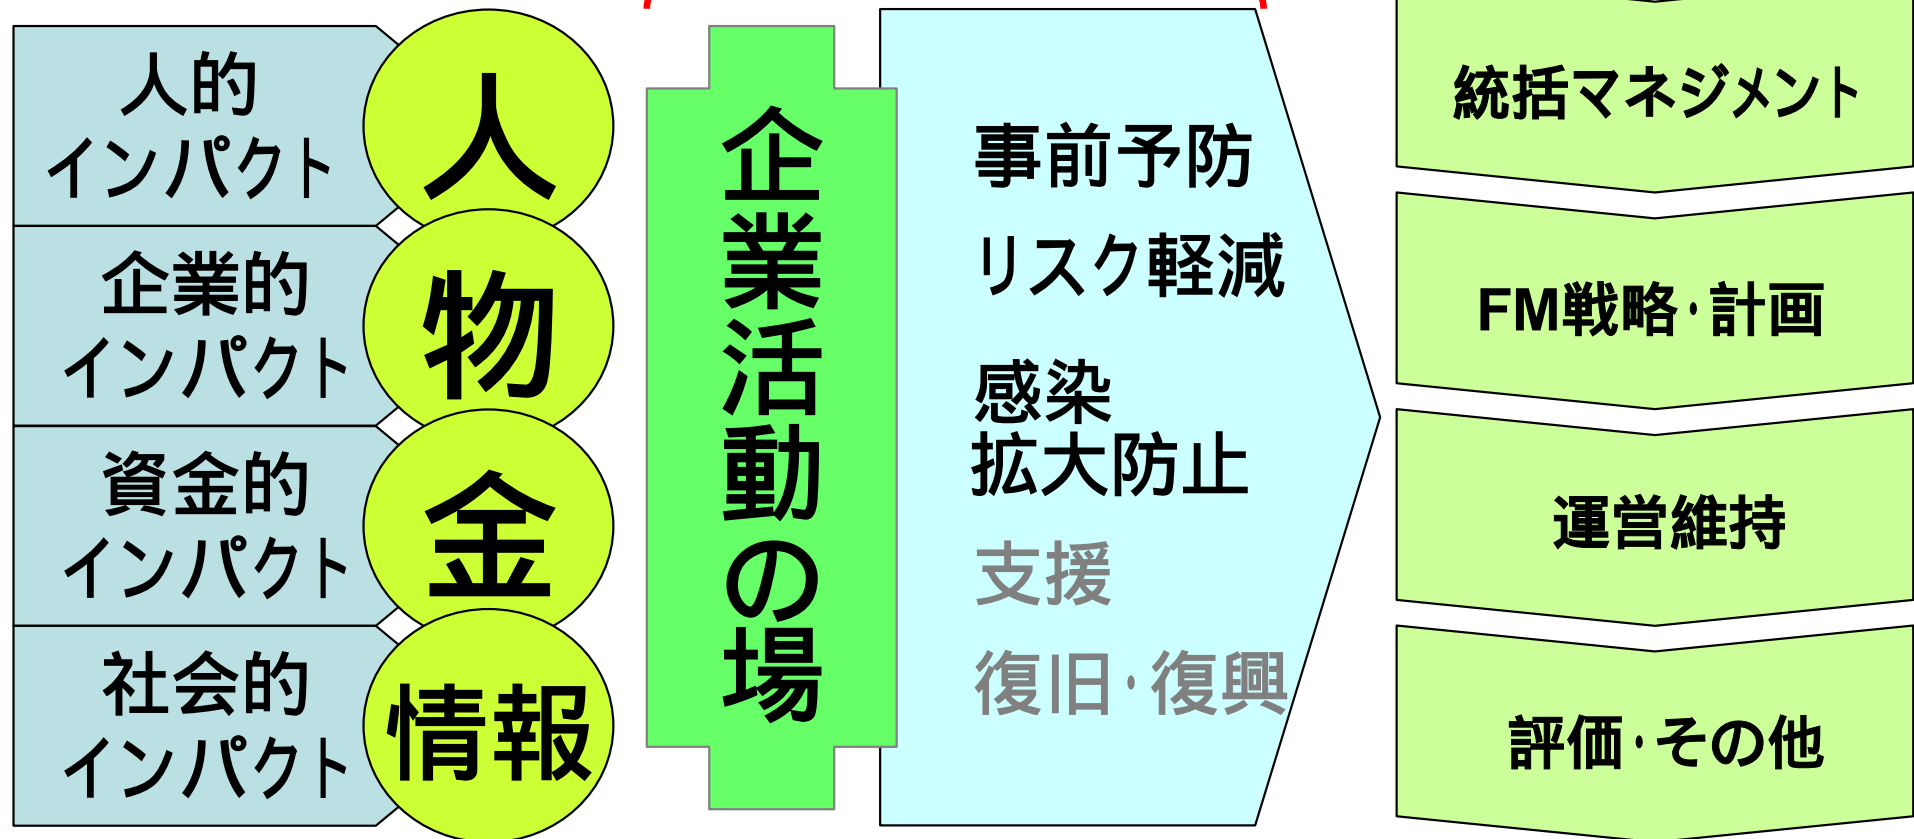 人的
インパクト
企業的
インパクト
資金的
インパクト
社会的
インパクト
人
物
金
情報
企業活動の場
事前予防
リスク軽減
感染
拡大防止
支援
復旧・復興
統括マネジメント
FM戦略・計画
運営維持
評価・その他